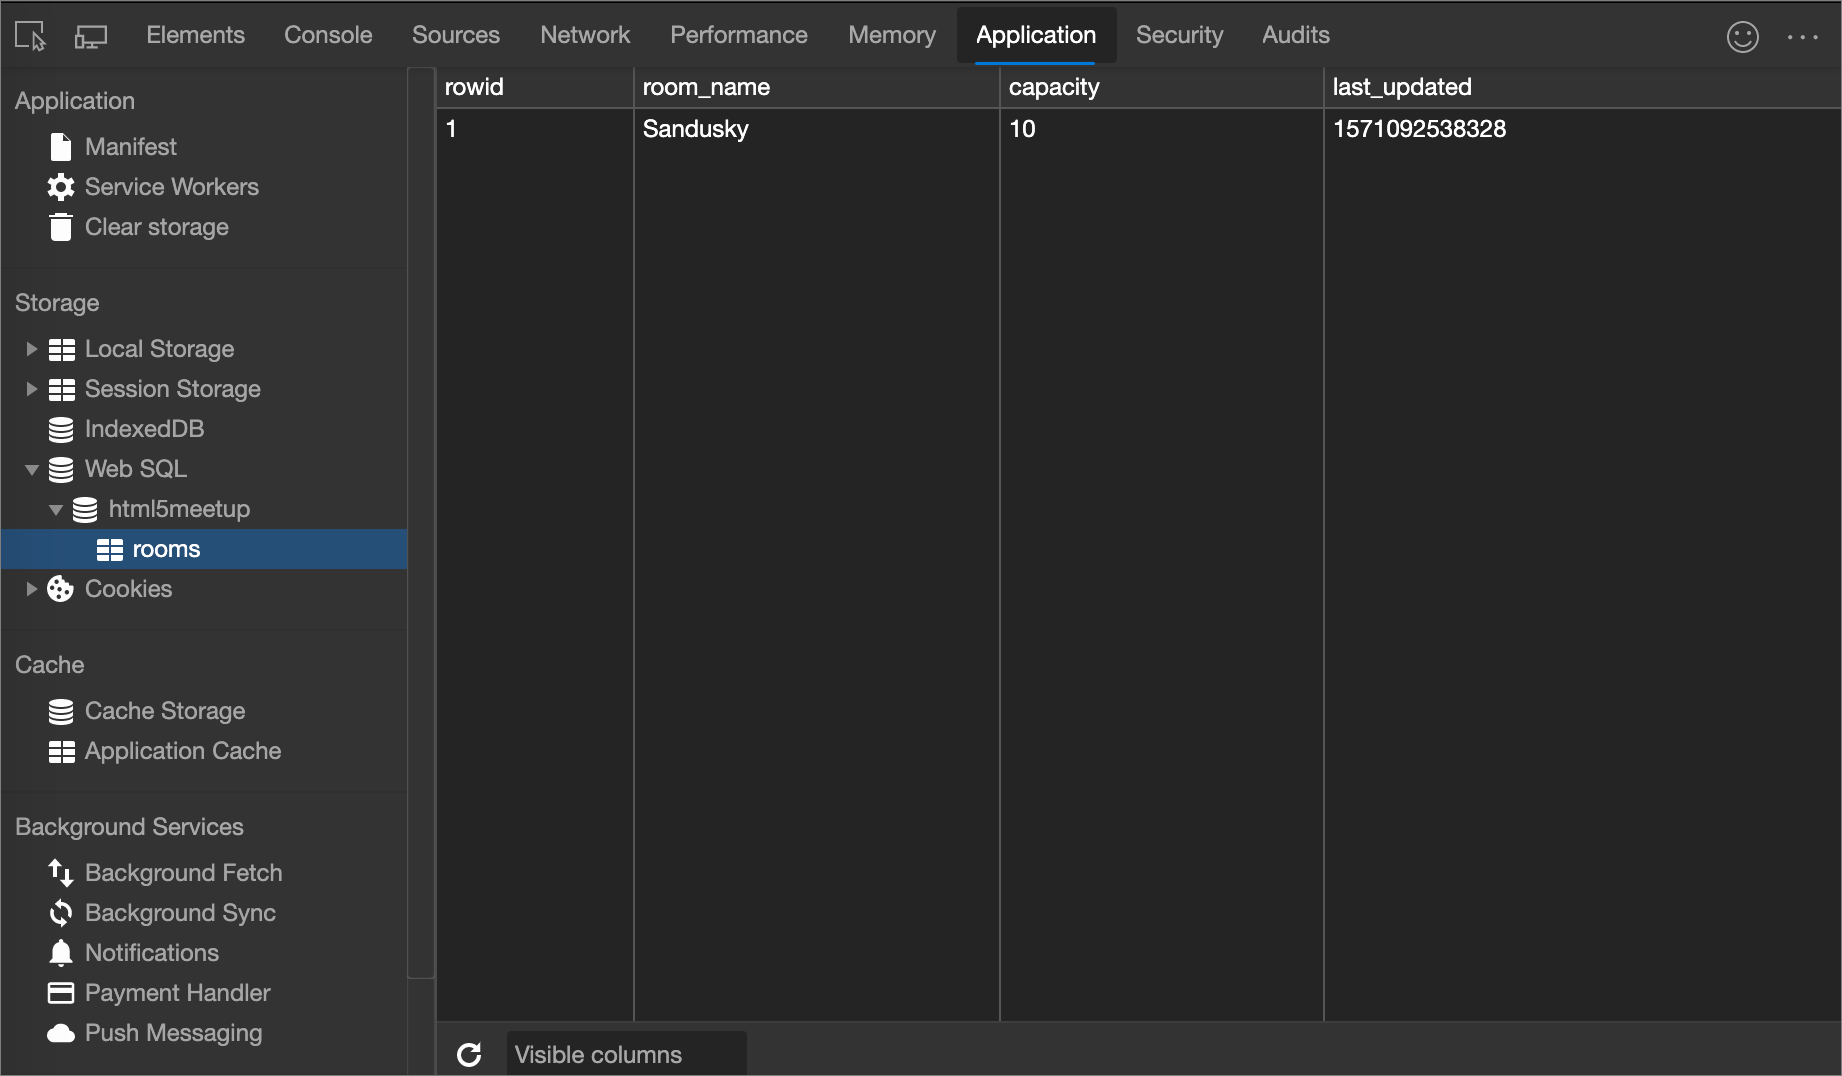 Elements Console Sources Network Performance Memory Application Security Audits
Application
Manifest
Service Workers
Clear storage
Storage
Local Storage
Session Storage
IndexedDB
Web SQL
html5meetup
rooms
Cookies
Cache
Cache Storage
Application Cache
Background Services
Background Fetch
Background Sync
Notifications
Payment Handler
Push Messaging
rowid room_name capacity last_updated
1 Sandusky 10 1571092538328
Visible columns